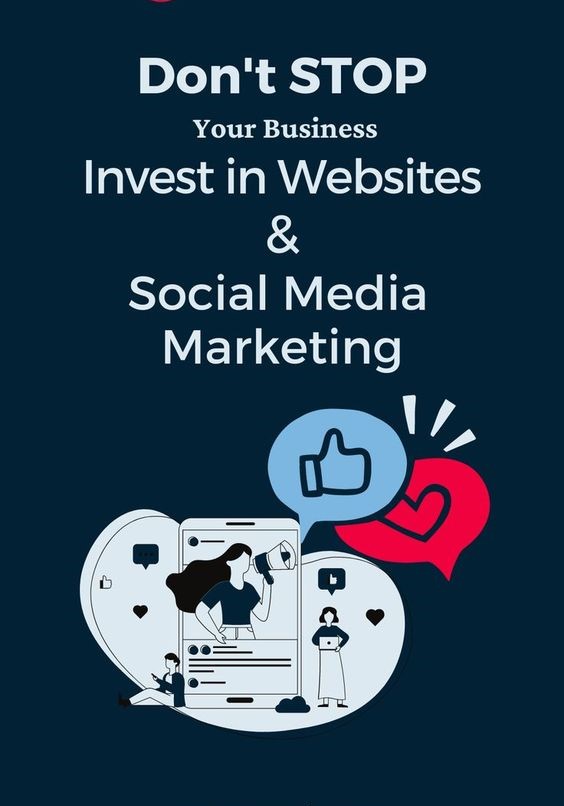 Don't STOP
Your Business
Invest in Websites
&
Social Media
Marketing